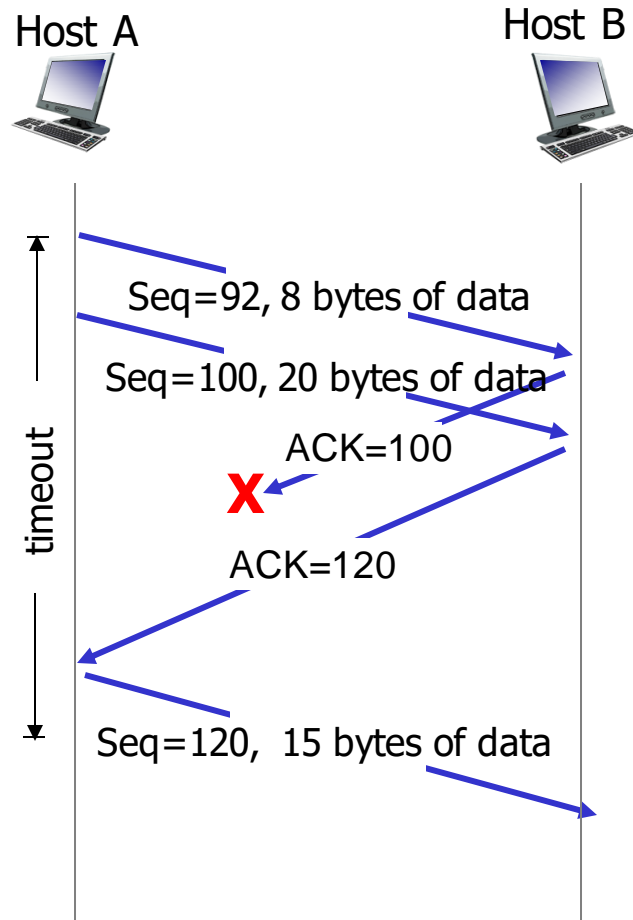 Host A
Host B
Seq=92, 8 bytes of data
Seq=100, 20 bytes of data
ACK=100
X
timeout
ACK=120
Seq=120, 15 bytes of data